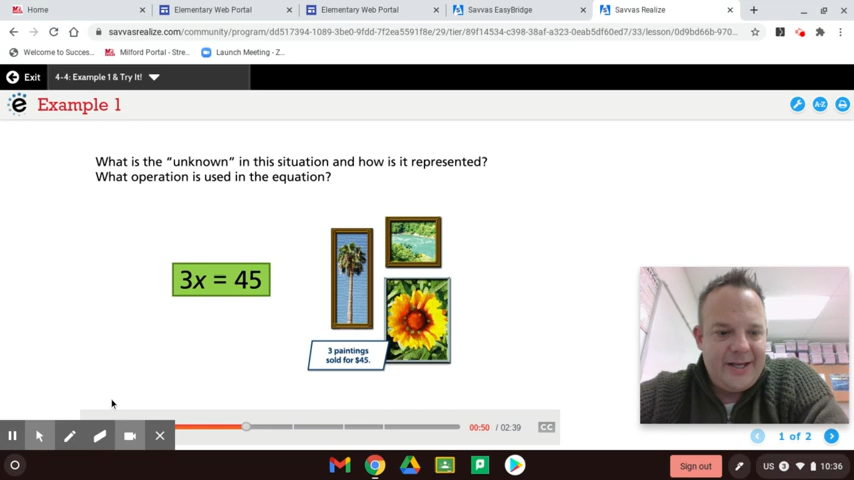 Home
Elementary Web Portal
Elementary Web Portal
Savvas EasyBridge
Savvas Realize
savvasrealize.com/community/program/dd517394-1089-3be0-9fdd-7f2ea5591f8e/29/tier/89f14534-c398-38af-a323-0eab5df60ed7/33/lesson/0d9bd66b-970...
Welcome to Succes...
Milford Portal - Stre...
Launch Meeting - Z...
Exit
4-4: Example 1 & Try It!
e Example 1
A-Z
What is the “unknown” in this situation and how is it represented?
What operation is used in the equation?
3x = 45
3 paintings
sold for $45.
00:50 / 02:39
CC
1 of 2
Sign out
US 3 10:36